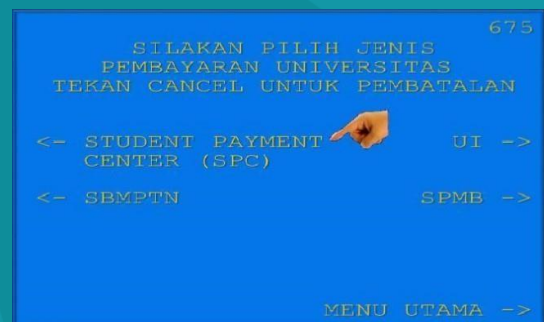 675
SILAKAN PILIH JENIS
PEMBAYARAN UNIVERSITAS
TEKAN CANCEL UNTUK PEMBATALAN
<- STUDENT PAYMENT CENTER (SPC)
UI ->
<- SBMPTN
SPMB ->
MENU UTAMA ->